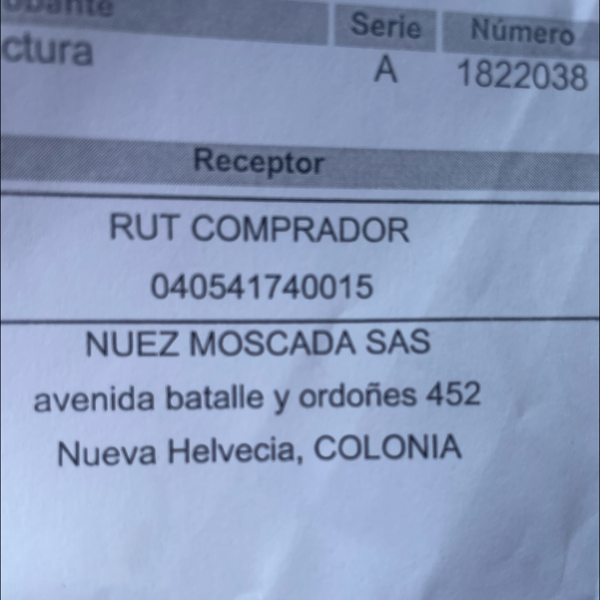 Serie Número
ctura A 1822038
Receptor
RUT COMPRADOR
040541740015
NUEZ MOSCADA SAS
avenida batalle y ordoñes 452
Nueva Helvecia, COLONIA